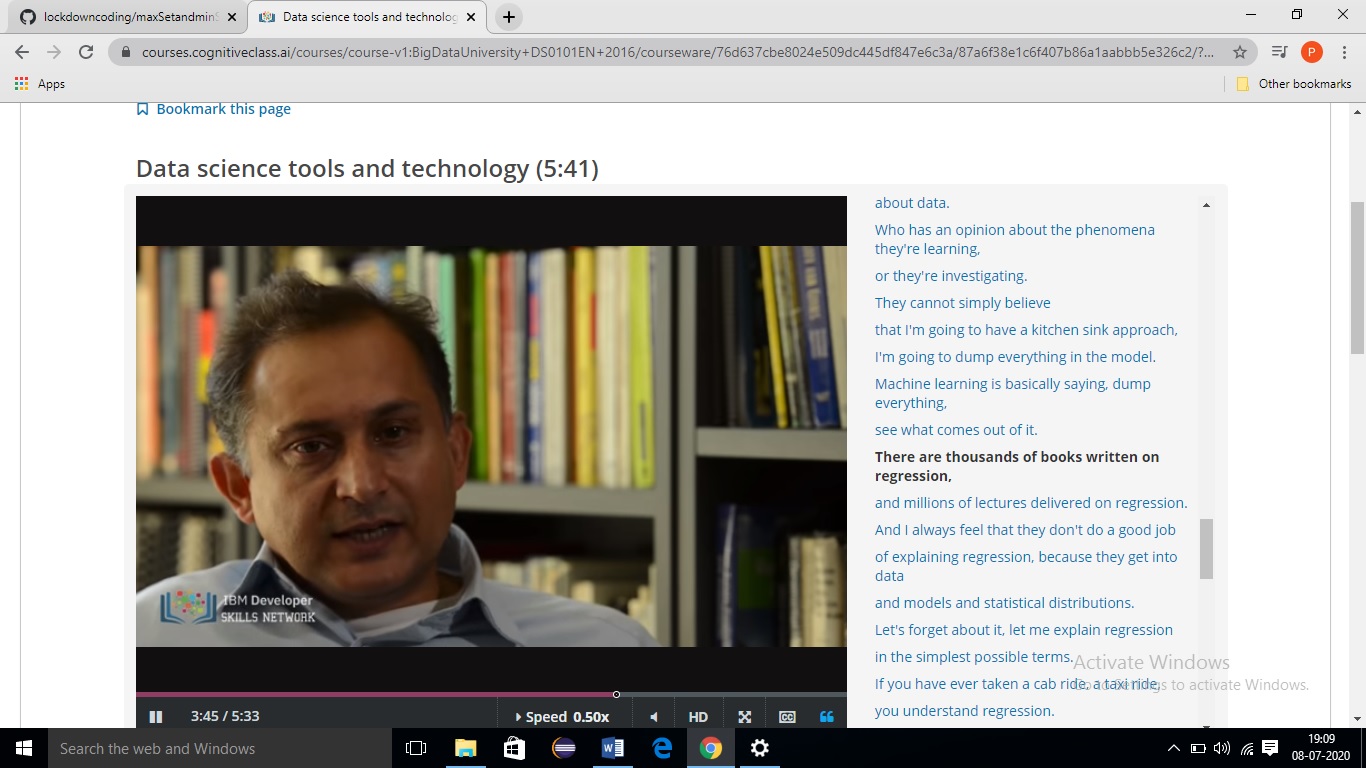 lockdowncoding/maxSetandminS
Data science tools and technolog
courses.cognitiveclass.ai/courses/course-v1:BigDataUniversity+DS0101EN+2016/courseware/76d637cbe8024e509dc445df847e6c3a/87a6f38e1c6f407b86a1aabbb5e326c2/?...
P
Apps
Other bookmarks
Bookmark this page
Data science tools and technology (5:41)
about data.
Who has an opinion about the phenomena
they're learning,
or they're investigating.
They cannot simply believe
that I'm going to have a kitchen sink approach,
I'm going to dump everything in the model.
Machine learning is basically saying, dump
everything,
see what comes out of it.
There are thousands of books written on
regression,
and millions of lectures delivered on regression.
And I always feel that they don't do a good job
of explaining regression, because they get into
data
and models and statistical distributions.
Let's forget about it, let me explain regression
in the simplest possible terms.
If you have ever taken a cab ride, a taxi ride,
you understand regression.
IBM Developer
SKILLS NETWORK
Activate Windows
Go to Settings to activate Windows.
3:45 / 5:33
Speed 0.50x
HD
CC
Search the web and Windows
19:09
08-07-2020